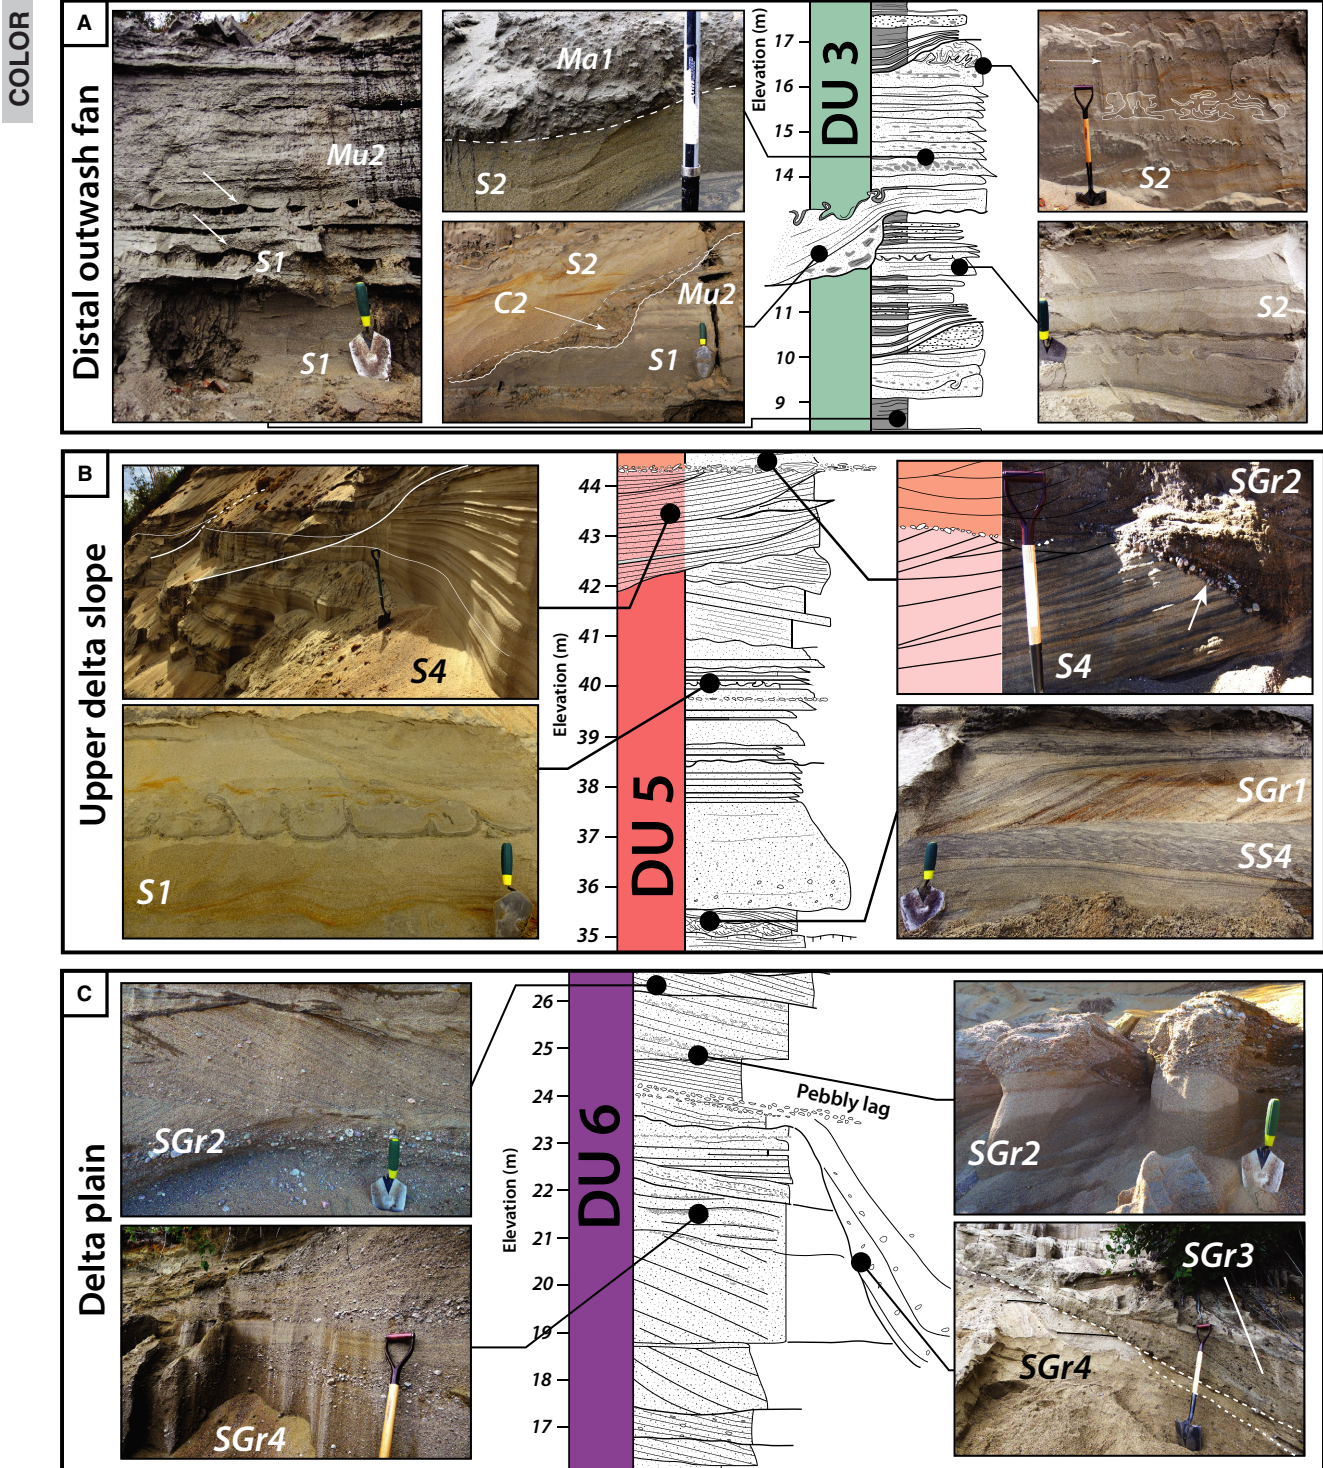 COLOR
A
Distal outwash fan
Mu2
S1
S1
Ma1
S2
S2
C2
Mu2
S1
Elevation (m)
17
16
15
14
11
10
9
DU 3
S2
S2
B
Upper delta slope
S4
S1
Elevation (m)
44
43
42
41
40
39
38
37
36
35
DU 5
SGr2
S4
SGr1
SS4
C
Delta plain
SGr2
SGr4
Elevation (m)
26
25
24
23
22
21
20
19
18
17
DU 6
Pebbly lag
SGr2
SGr3
SGr4